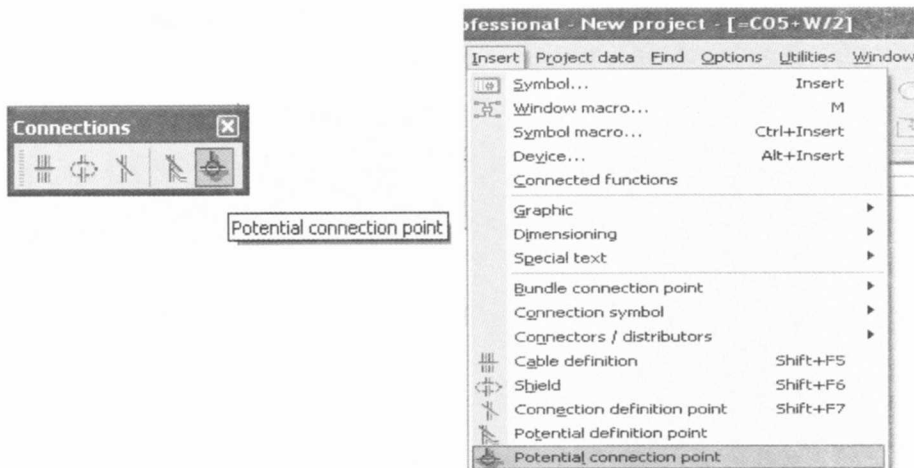 Connections
Potential connection point
ofessional - New project - [=C05+W/2]
Insert Project data Find Options Utilities Window
Symbol... Insert
Window macro... M
Symbol macro... Ctrl+Insert
Device... Alt+Insert
Connected functions
Graphic
Dimensioning
Special text
Bundle connection point
Connection symbol
Connectors / distributors
Cable definition Shift+F5
Shield Shift+F6
Connection definition point Shift+F7
Potential definition point
Potential connection point